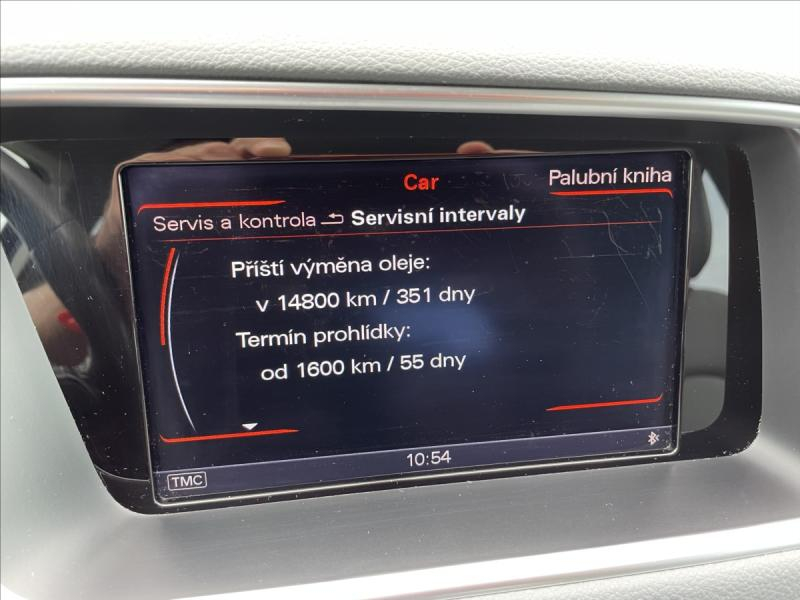 Car
Palubní kniha
Servis a kontrola Servisní intervaly
Příští výměna oleje:
v 14800 km / 351 dny
Termín prohlídky:
od 1600 km / 55 dny
10:54
TMC